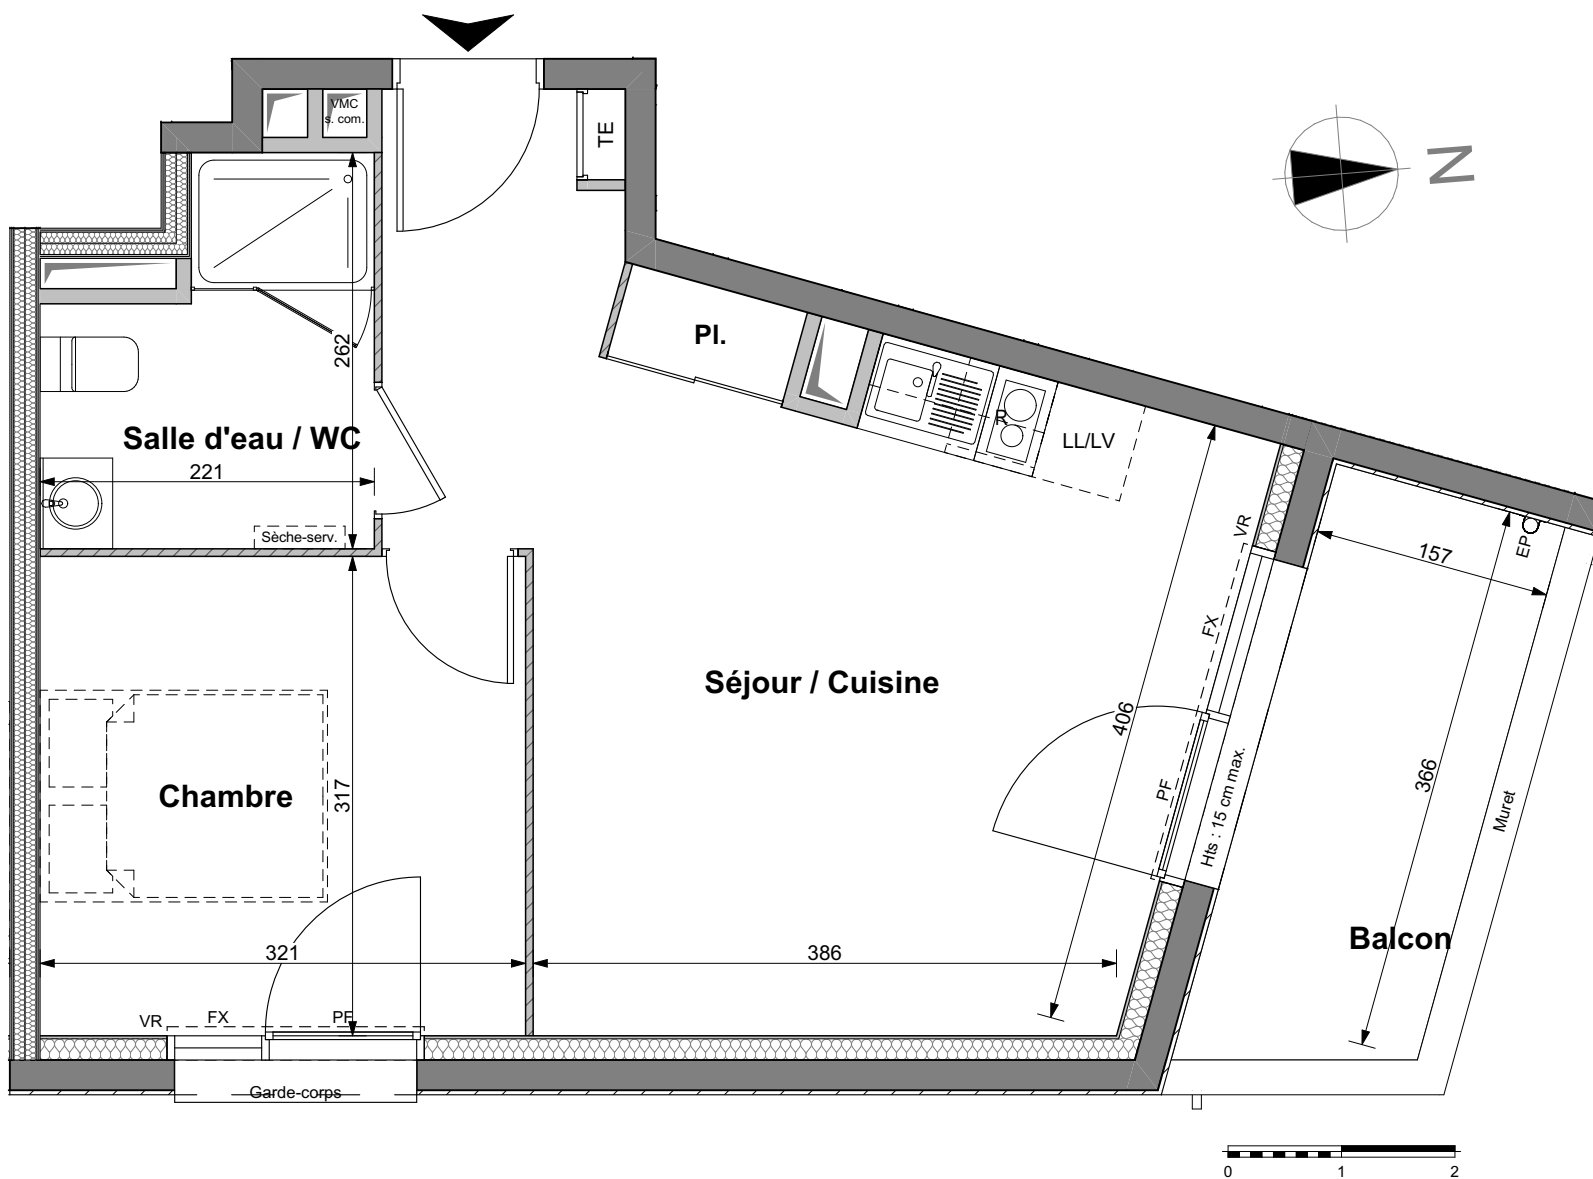 VMC
s. com.
TE
N
Pl.
262
R
LL/LV
Salle d'eau / WC
221
Sèche-serv.
VR
EP
157
FX
Séjour / Cuisine
406
PF
Hts : 15 cm max.
366
Muret
Chambre
317
Balcon
321
386
VR
FX
PF
Garde-corps
0
1
2